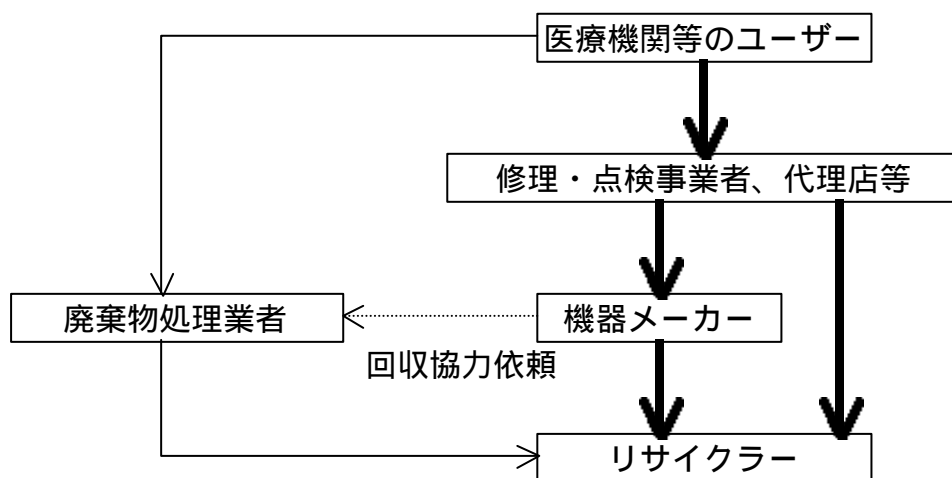 医療機関等のユーザー
修理・点検事業者、代理店等
廃棄物処理業者
機器メーカー
回収協力依頼
リサイクラー